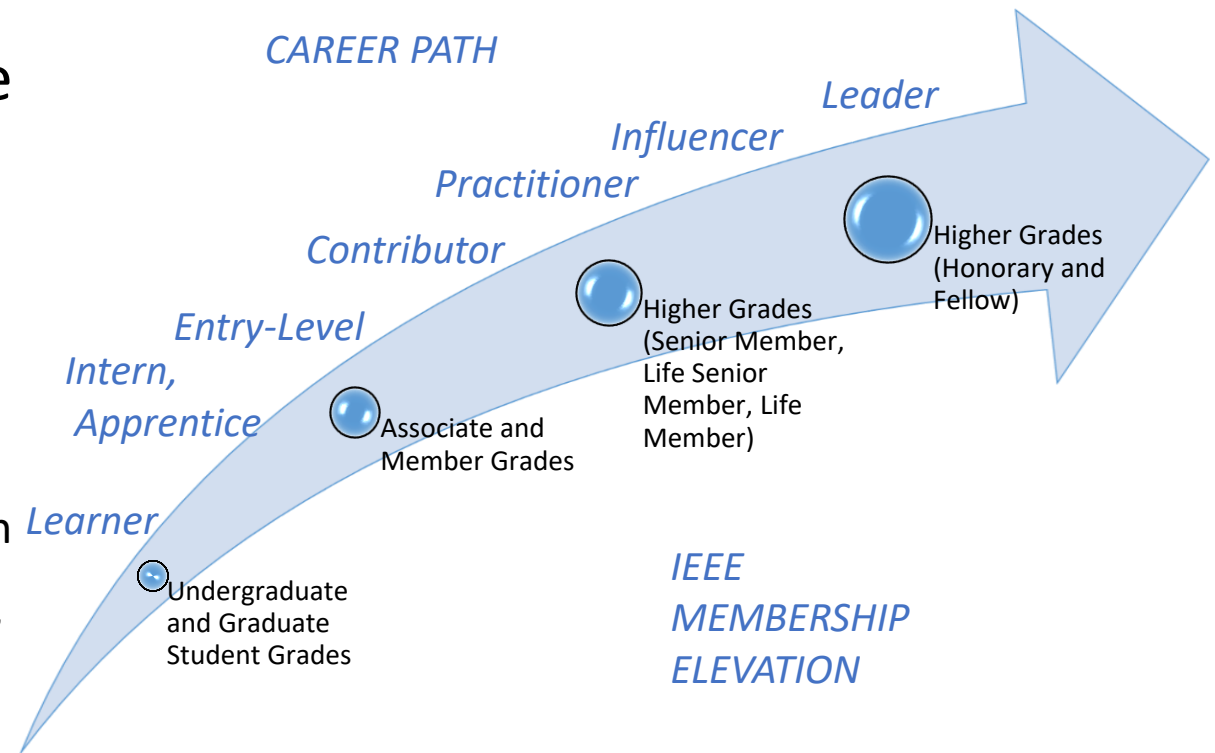 CAREER PATH
e
Leader
Influencer
Practitioner
Contributor
Entry-Level
Intern,
Apprentice
Learner
Higher Grades
(Honorary and
Fellow)
Higher Grades
(Senior Member,
Life Senior
Member, Life
Member)
Associate and
Member Grades
Undergraduate
and Graduate
Student Grades
IEEE
MEMBERSHIP
ELEVATION